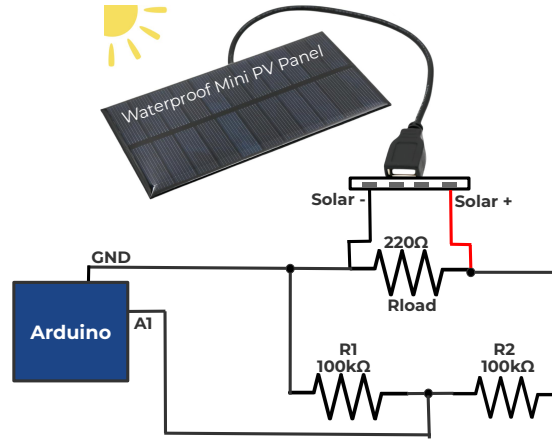 Waterproof Mini PV Panel
Solar -
Solar +
GND
220Ω
Rload
Arduino
A1
R1
100kΩ
R2
100kΩ